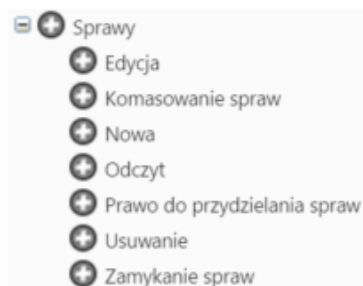 Sprawy
Edycja
Komasowanie spraw
Nowa
Odczyt
Prawo do przydzielania spraw
Usuwanie
Zamykanie spraw